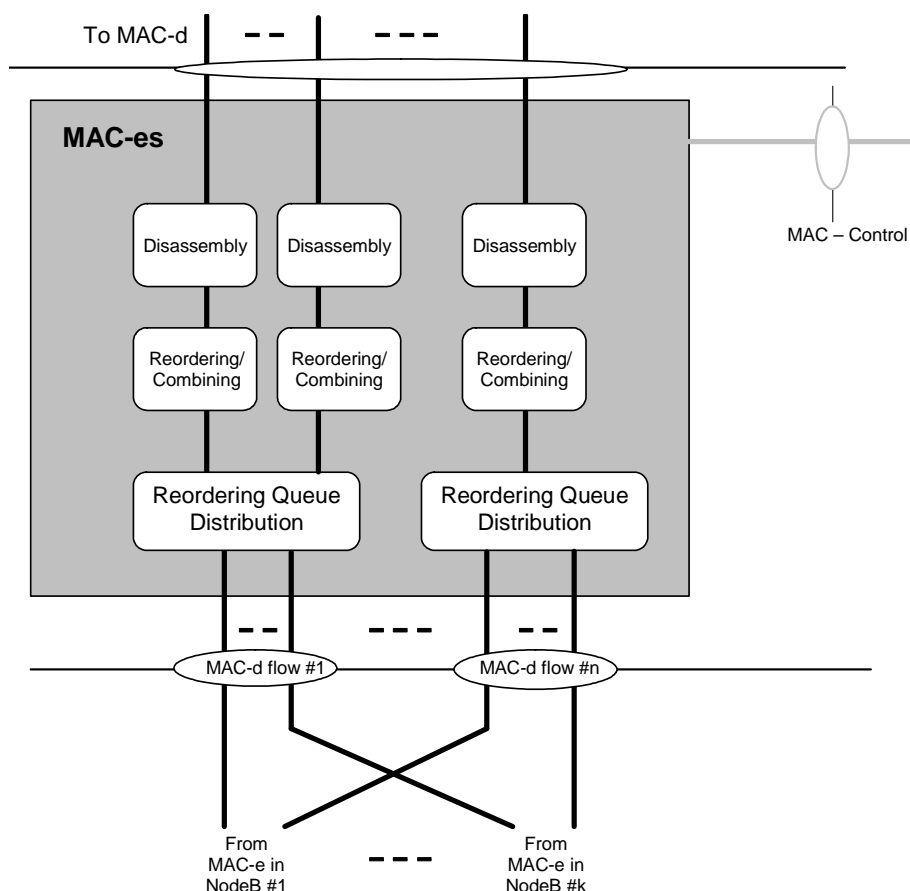 To MAC-d
MAC-es
MAC – Control
Disassembly
Disassembly
Disassembly
Reordering/
Combining
Reordering/
Combining
Reordering/
Combining
Reordering Queue
Distribution
Reordering Queue
Distribution
MAC-d flow #1
MAC-d flow #n
From
MAC-e in
NodeB #1
From
MAC-e in
NodeB #k